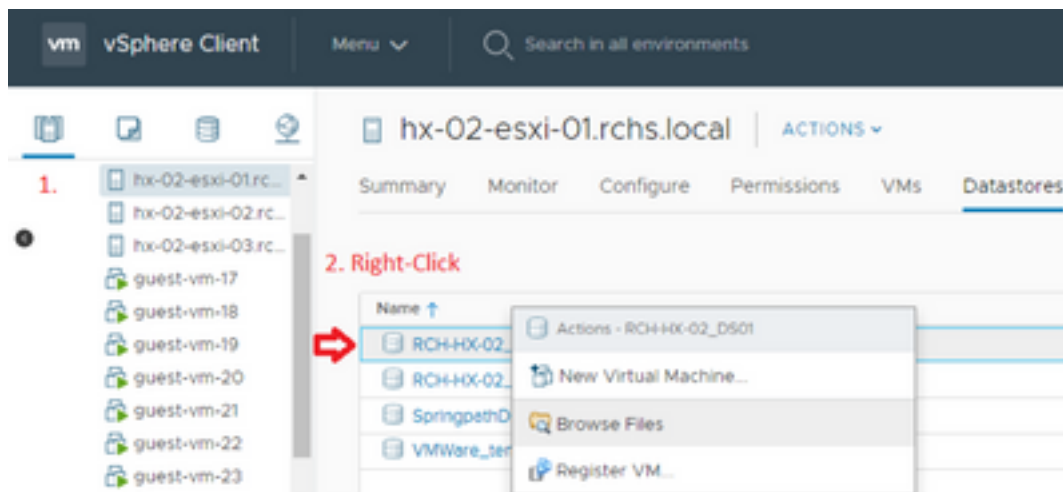 vm vSphere Client Menu Search in all environments
hx-02-esxi-01.rchs.local ACTIONS
1.
hx-02-esxi-01.rc...
hx-02-esxi-02.rc...
hx-02-esxi-03.rc...
guest-vm-17
guest-vm-18
guest-vm-19
guest-vm-20
guest-vm-21
guest-vm-22
guest-vm-23
Summary Monitor Configure Permissions VMs Datastores
2. Right-Click
Name
RCH-HX-02_
RCH-HX-02_
SpringpathD
VMWare_ter
Actions - RCH-HX-02_DS01
New Virtual Machine...
Browse Files
Register VM...